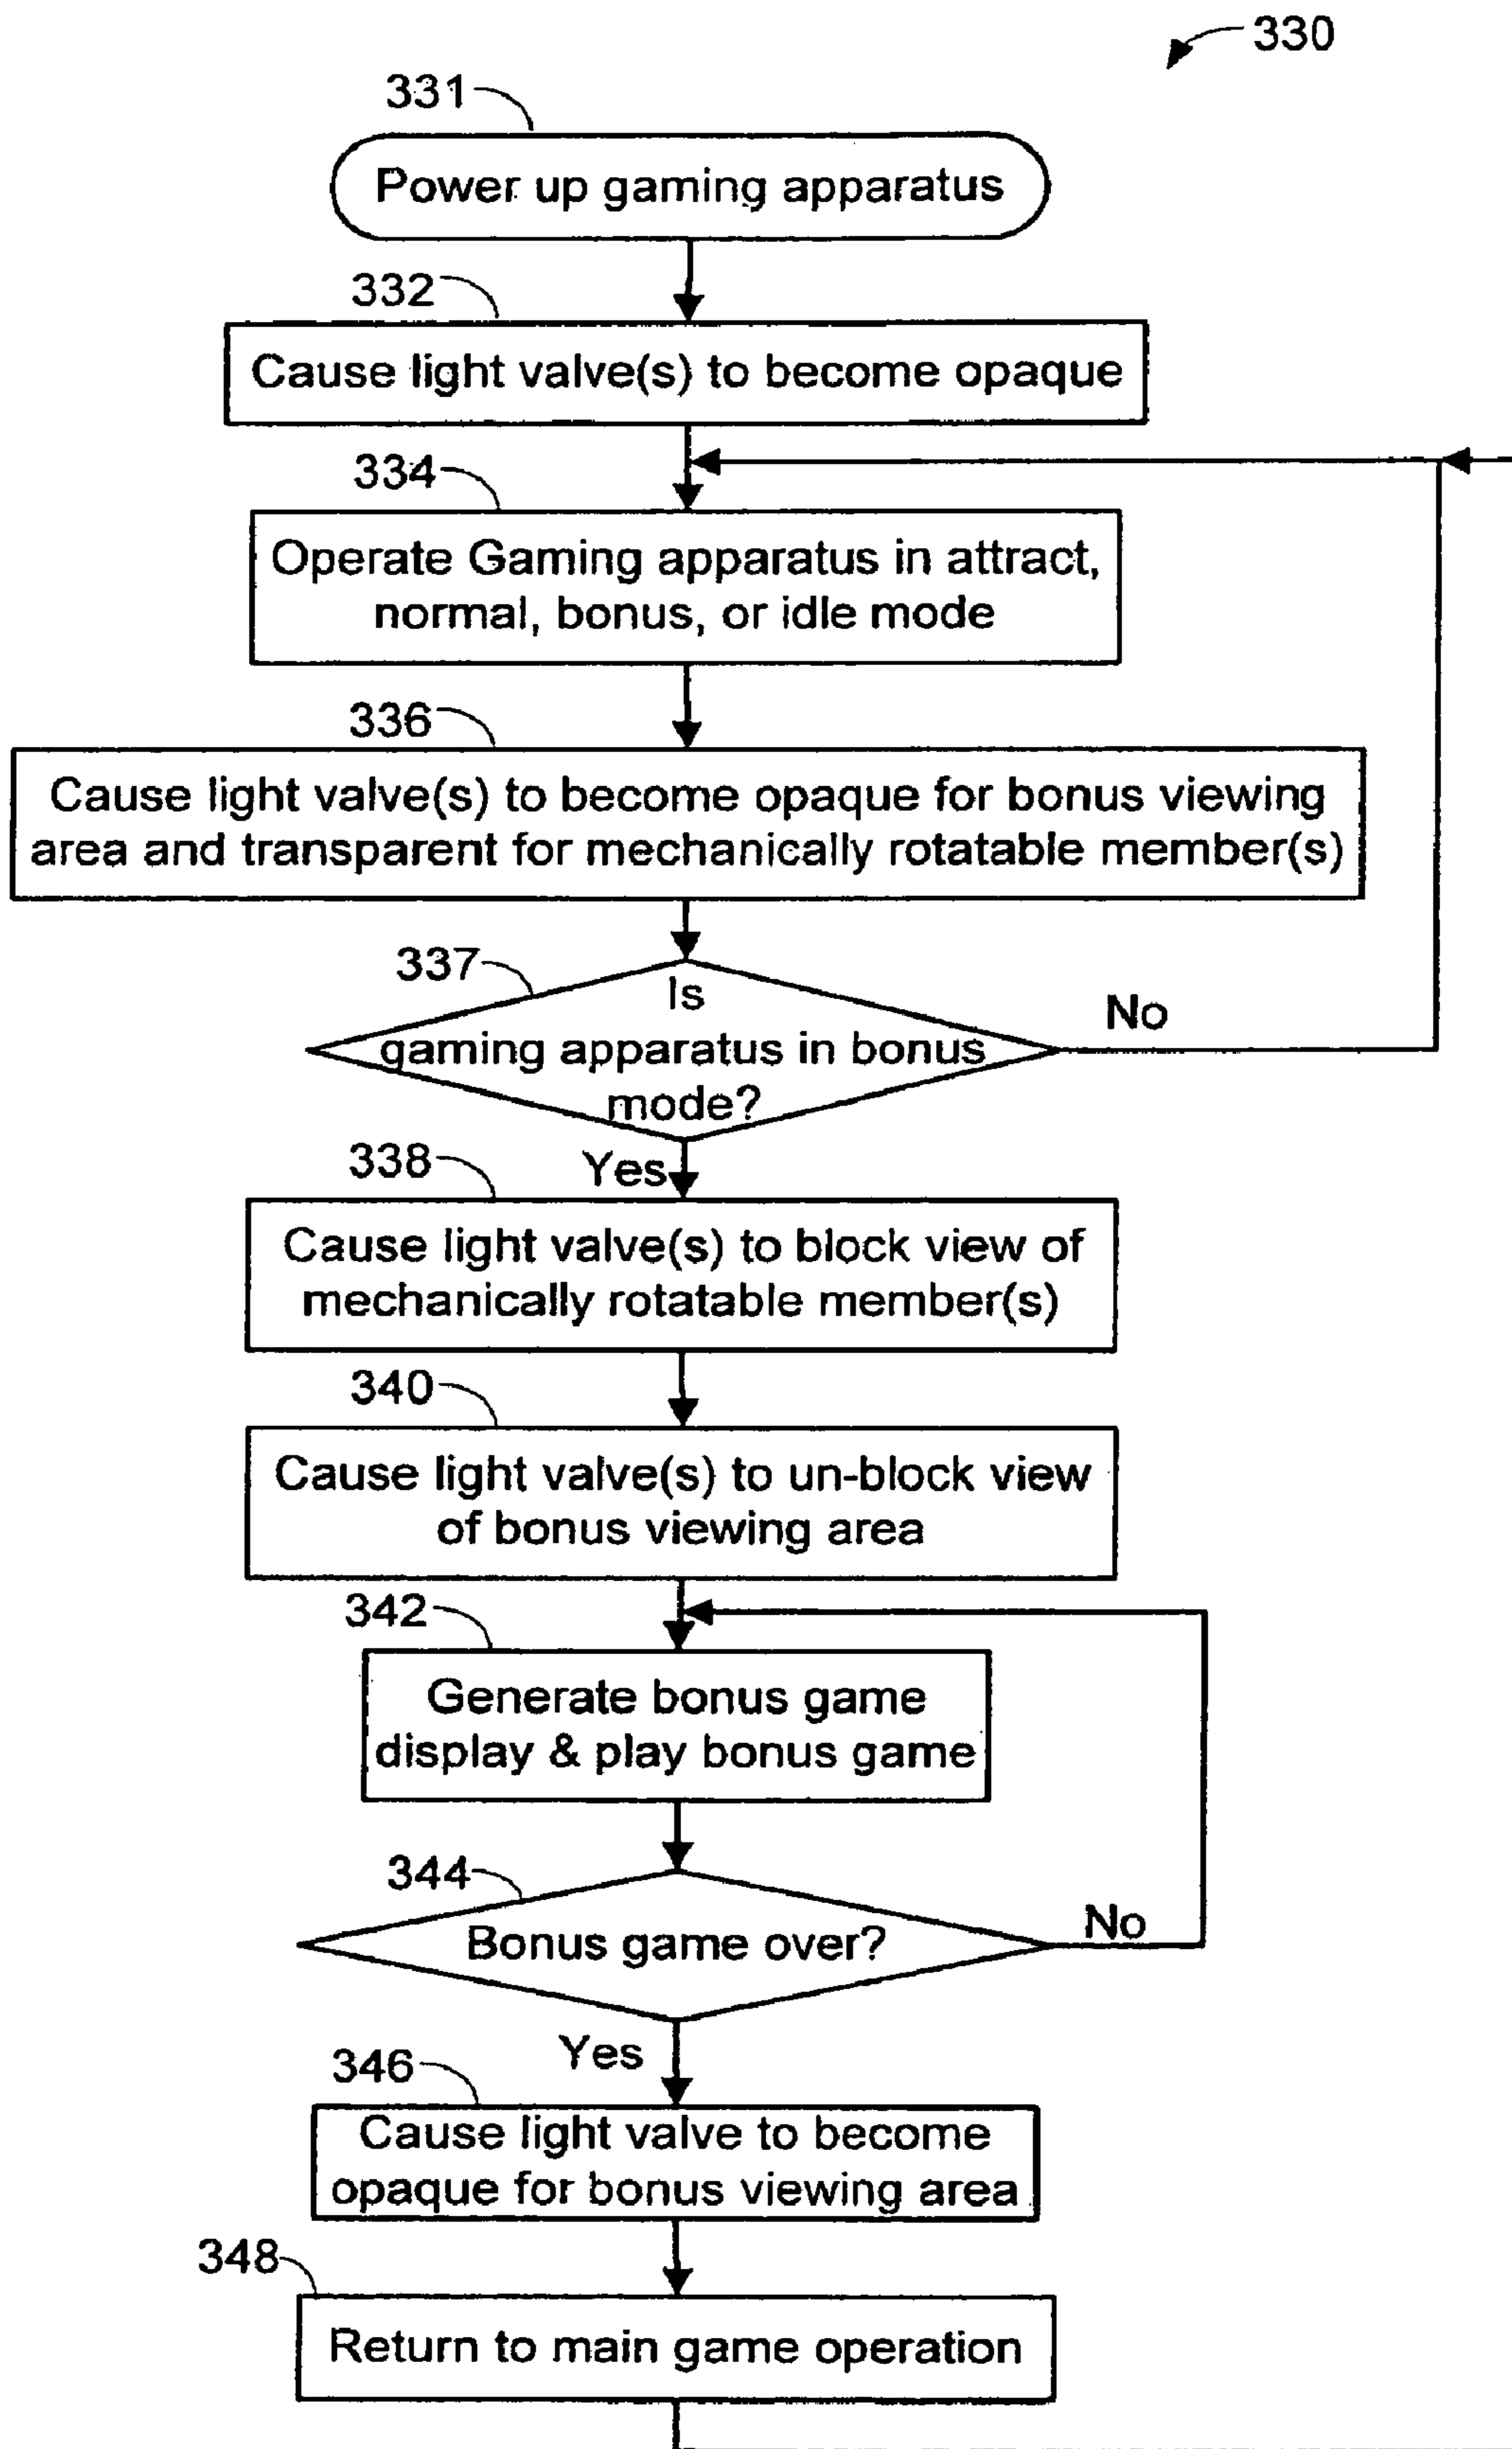 330
331
Power up gaming apparatus
332
Cause light valve(s) to become opaque
334
Operate Gaming apparatus in attract,
normal, bonus, or idle mode
336
Cause light valve(s) to become opaque for bonus viewing
area and transparent for mechanically rotatable member(s)
337
Is
gaming apparatus in bonus
mode?
No
Yes
338
Cause light valve(s) to block view of
mechanically rotatable member(s)
340
Cause light valve(s) to un-block view
of bonus viewing area
342
Generate bonus game
display & play bonus game
344
Bonus game over?
No
Yes
346
Cause light valve to become
opaque for bonus viewing area
348
Return to main game operation